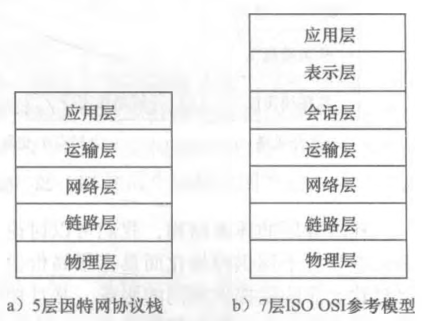 应用层
运输层
网络层
链路层
物理层
a）5层因特网协议栈
应用层
表示层
会话层
运输层
网络层
链路层
物理层
b）7层ISO OSI参考模型